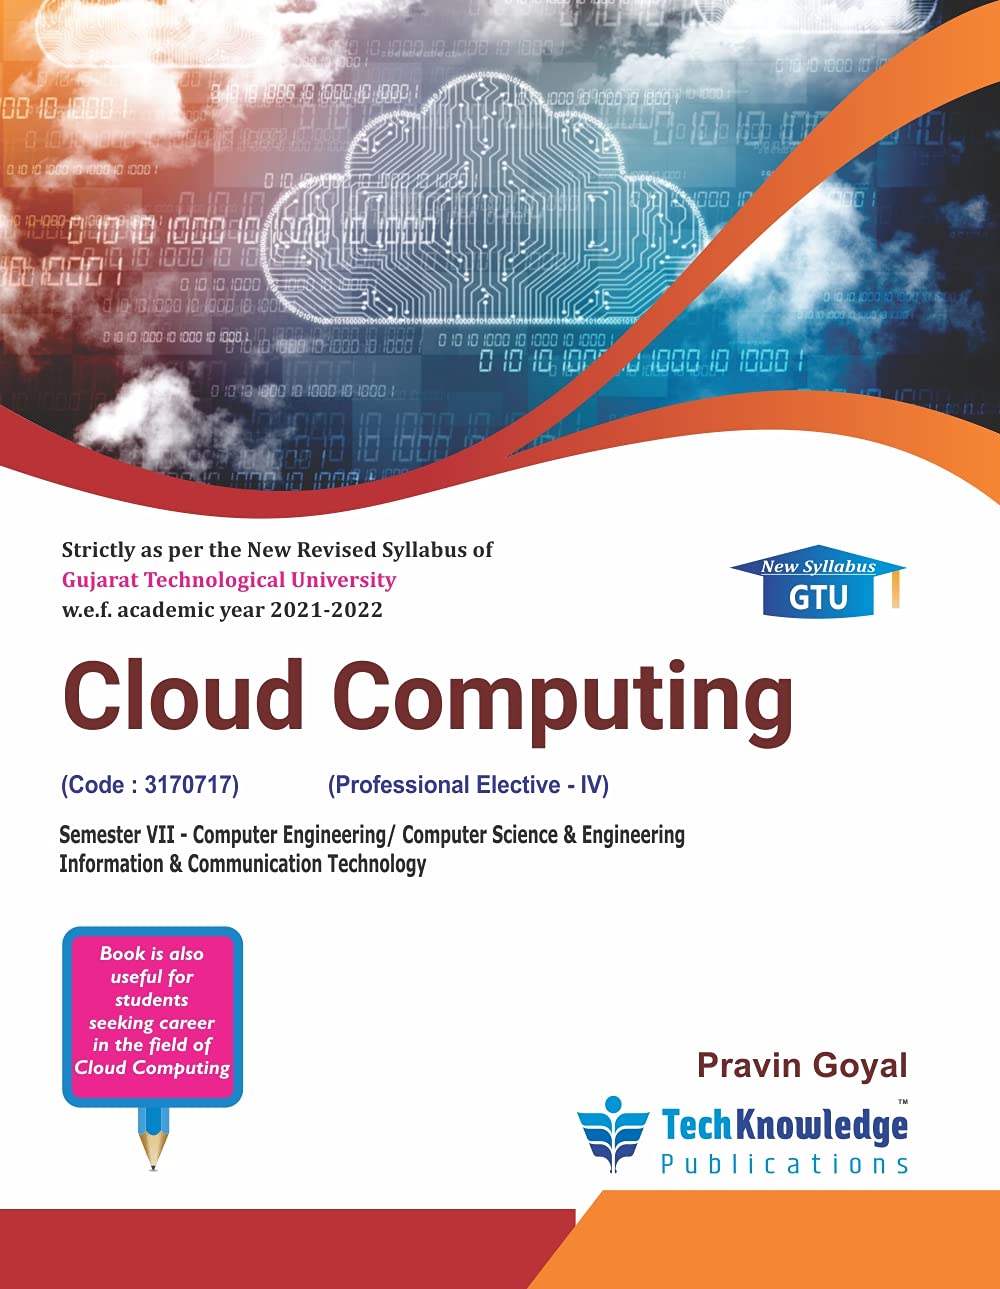 Strictly as per the New Revised Syllabus of
Gujarat Technological University
w.e.f. academic year 2021-2022
New Syllabus
GTU
Cloud Computing
(Code : 3170717) (Professional Elective - IV)
Semester VII - Computer Engineering/ Computer Science & Engineering
Information & Communication Technology
Book is also
useful for
students
seeking career
in the field of
Cloud Computing
Pravin Goyal
TechKnowledge™
Publications